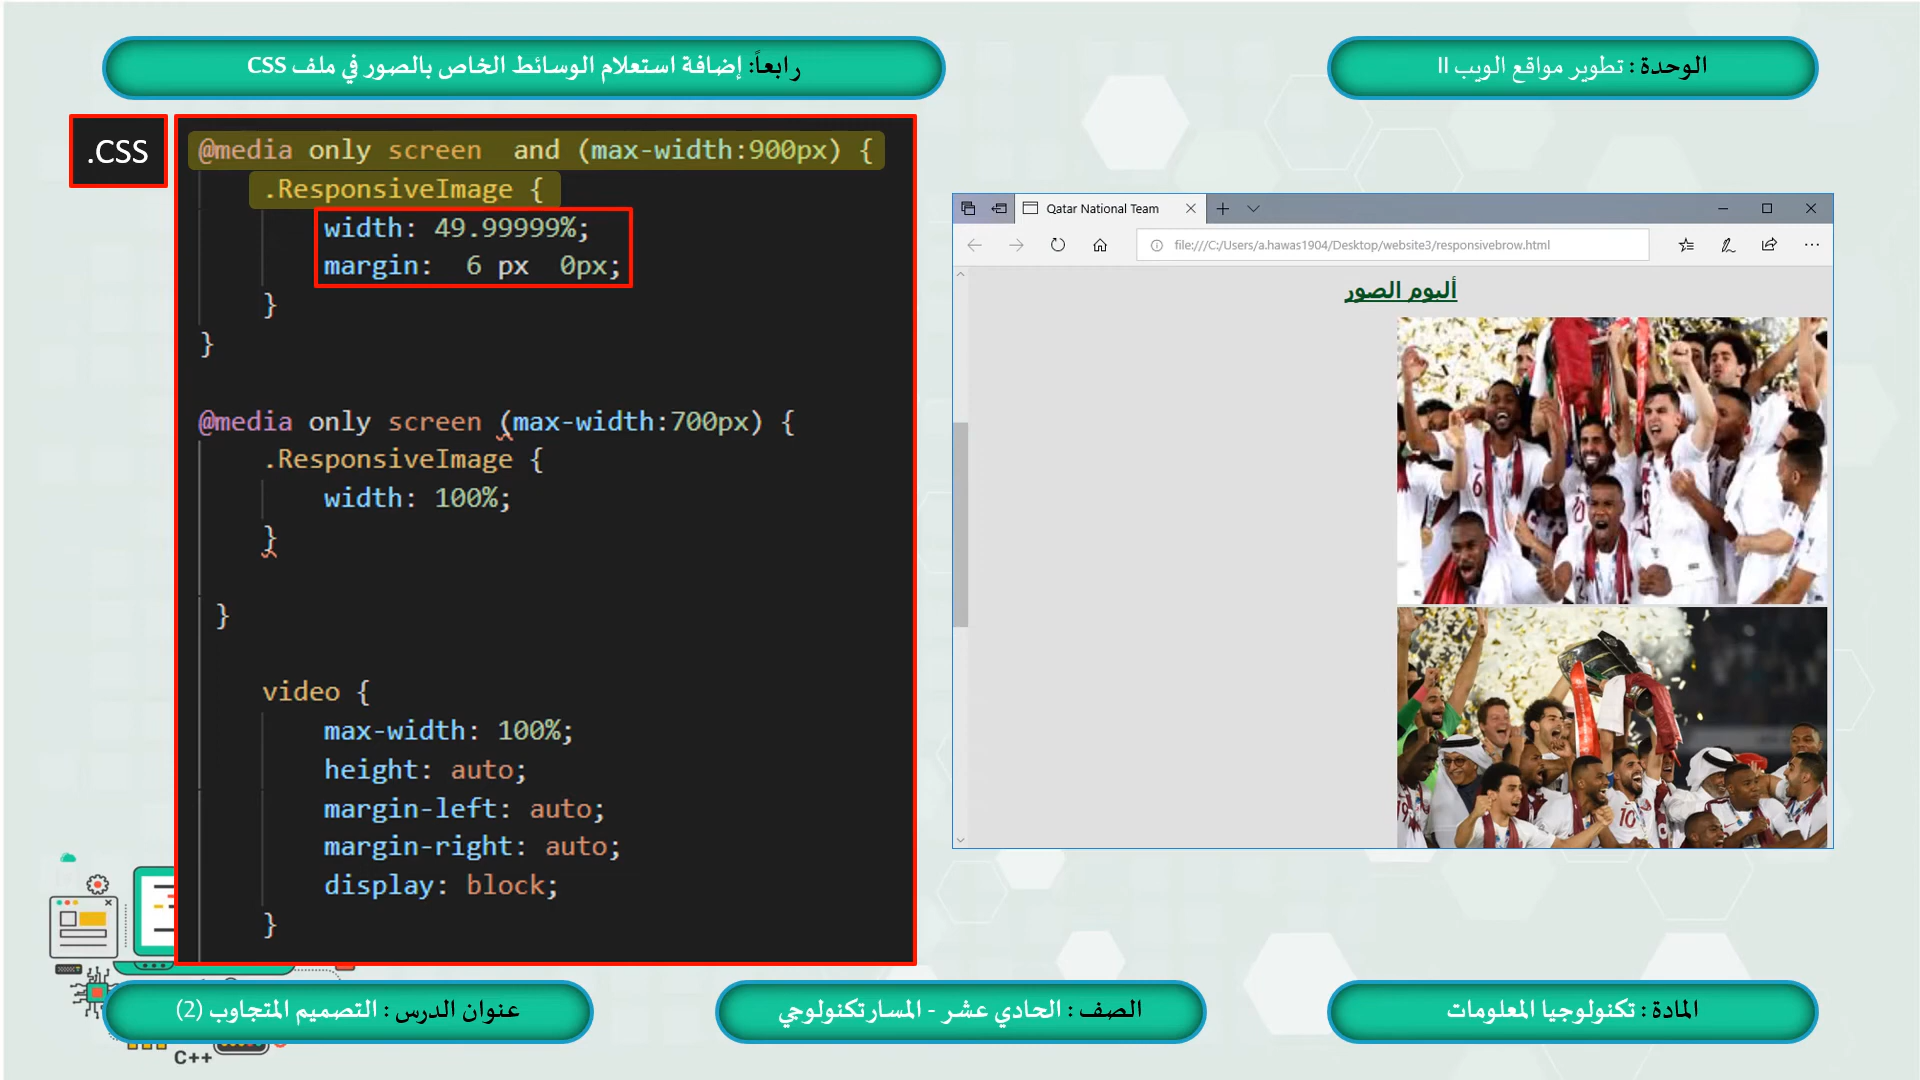 الوحدة : تطوير مواقع الويب II
رابعاً: إضافة استعلام الوسائط الخاص بالصور في ملف CSS
.CSS
@media only screen  and (max-width:900px) {
.ResponsiveImage {
width: 49.99999%;
margin:  6 px  0px;
}
}
@media only screen (max-width:700px) {
.ResponsiveImage {
width: 100%;
}
}
video {
max-width: 100%;
height: auto;
margin-left: auto;
margin-right: auto;
display: block;
}
Qatar National Team
file:///C:/Users/a.hawas1904/Desktop/website3/responsivebrow.html
ألبوم الصور
المادة : تكنولوجيا المعلومات
الصف : الحادي عشر - المسار تكنولوجي
عنوان الدرس : التصميم المتجاوب (2)
C++